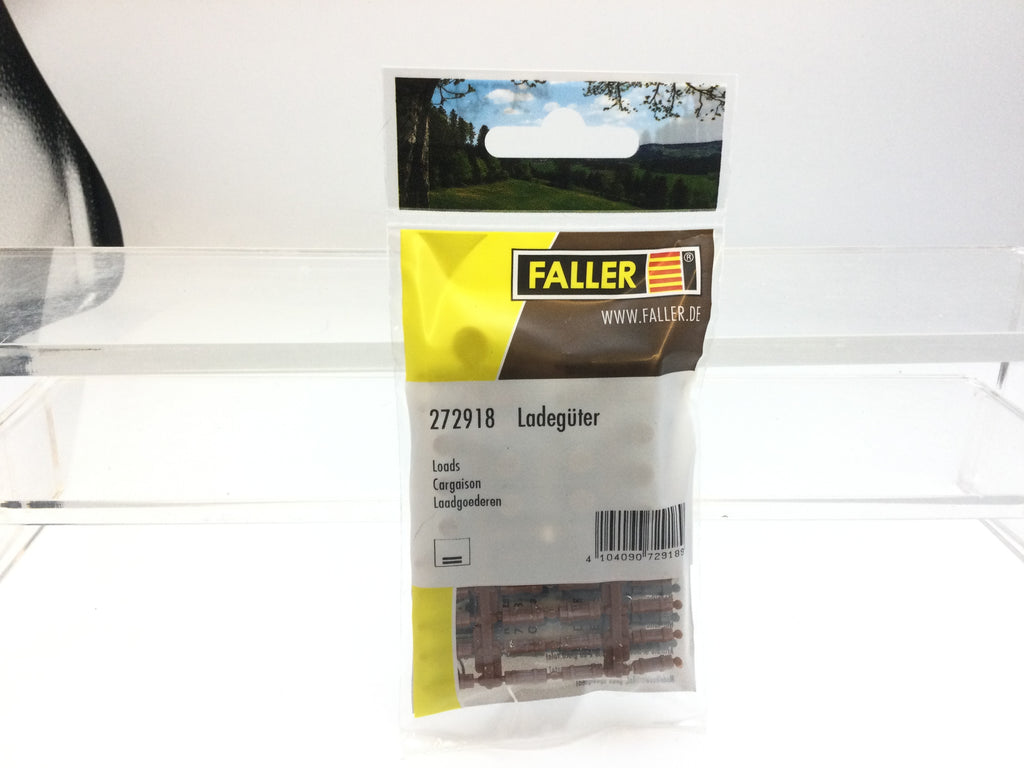 FALLER ®
WWW.FALLER.DE
272918 Ladegüter
Loads
Cargaison
Laadgoederen
4 104090 729189